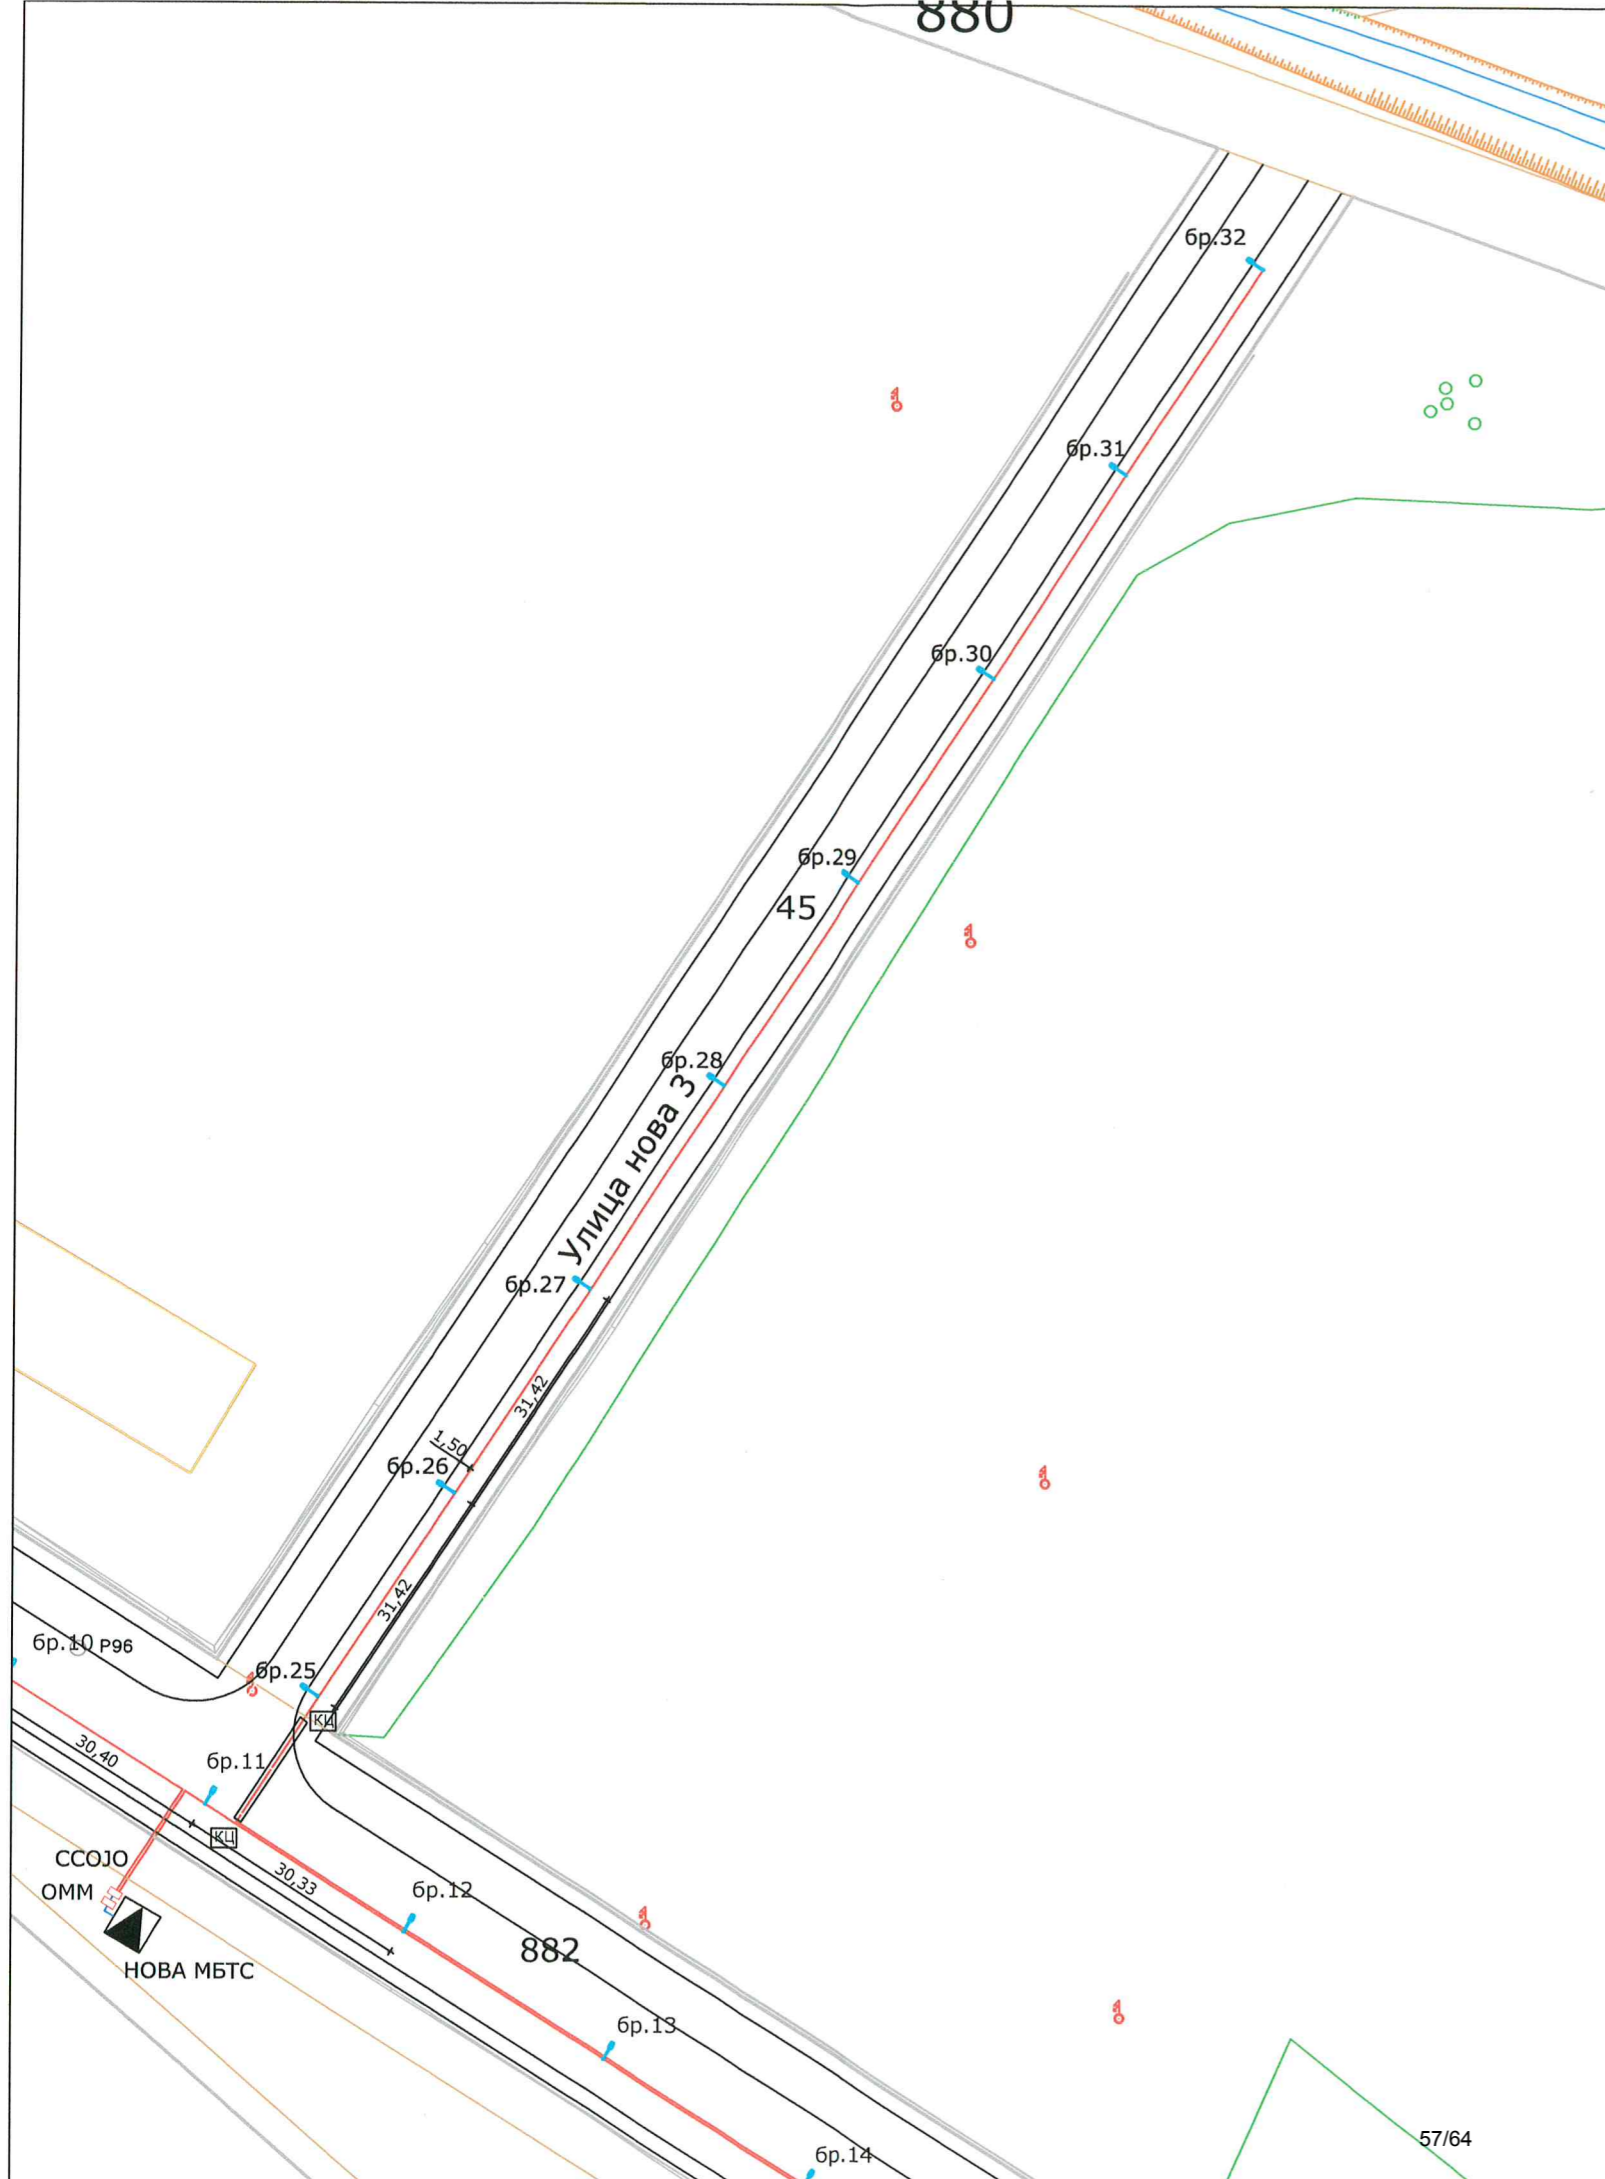 880
бр.32
бр.31
бр.30
бр.29
45
бр.28
Улица нова 3
бр.27
31,42
1,50
бр.26
31,42
бр.10 Р96
бр.25
КЦ
30,40
бр.11
КЦ
ССОЈО
30,33
ОММ
бр.12
882
НОВА МБТС
бр.13
57/64
бр.14